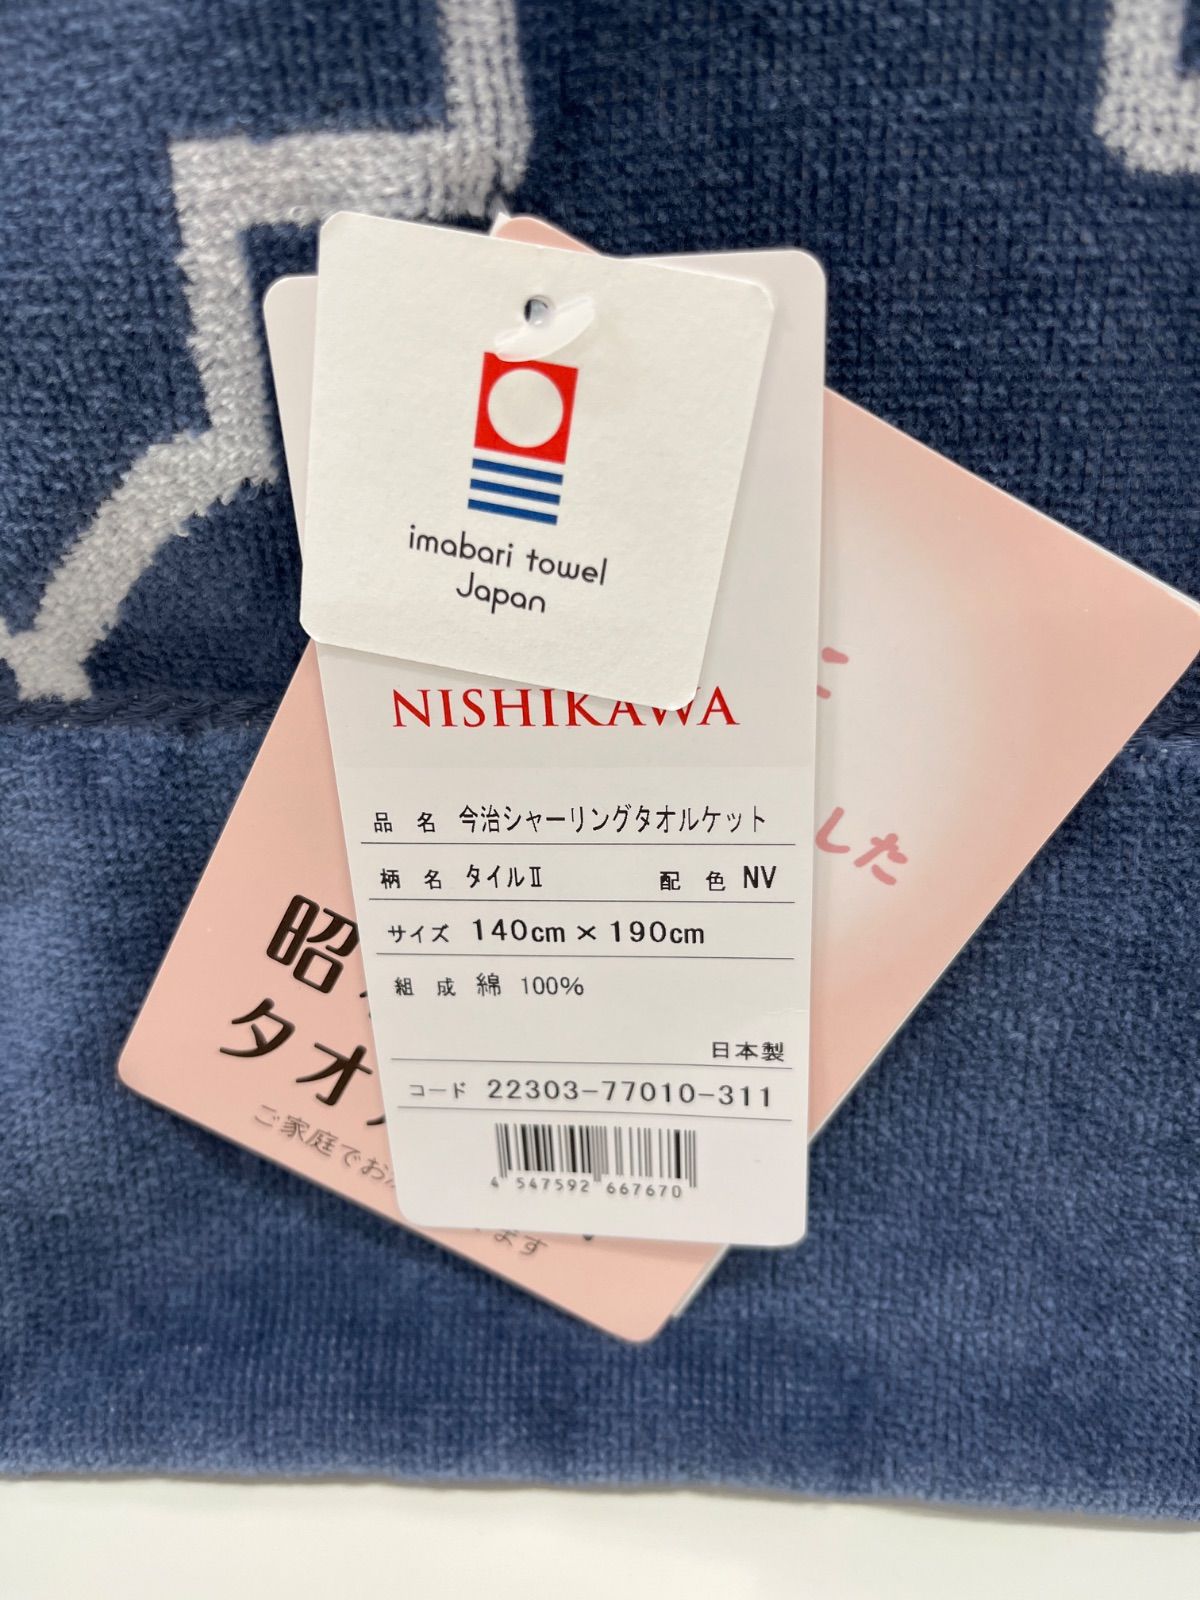 imabari towel
Japan
NISHIKAWA
品名 今治シャーリングタオルケット
柄名 タイルⅡ 配色 NV
サイズ 140cm×190cm
組成 綿 100%
日本製
コード 22303-77010-311
4 547592 667670
に
した
昭
タオ
ご家庭でお
ます